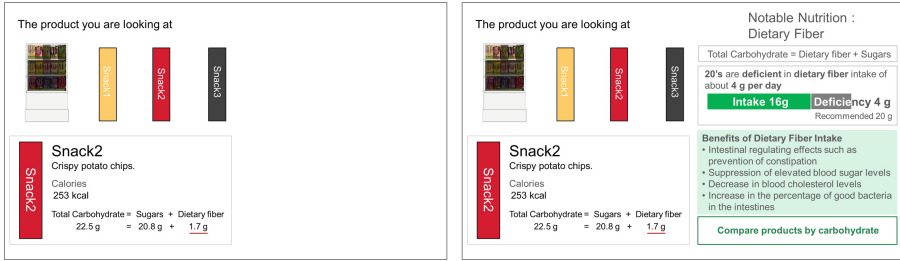 The product you are looking at
Snack1
Snack2
Snack3
Snack2
Snack2
Crispy potato chips.
Calories
253 kcal
Total Carbohydrate = Sugars + Dietary fiber
22.5 g = 20.8 g + 1.7 g
The product you are looking at
Snack1
Snack2
Snack3
Snack2
Snack2
Crispy potato chips.
Calories
253 kcal
Total Carbohydrate = Sugars + Dietary fiber
22.5 g = 20.8 g + 1.7 g
Notable Nutrition :
Dietary Fiber
Total Carbohydrate = Dietary fiber + Sugars
20's are deficient in dietary fiber intake of
about 4 g per day
Intake 16g Deficiency 4 g
Recommended 20 g
Benefits of Dietary Fiber Intake
• Intestinal regulating effects such as
prevention of constipation
• Suppression of elevated blood sugar levels
• Decrease in blood cholesterol levels
• Increase in the percentage of good bacteria
in the intestines
Compare products by carbohydrate